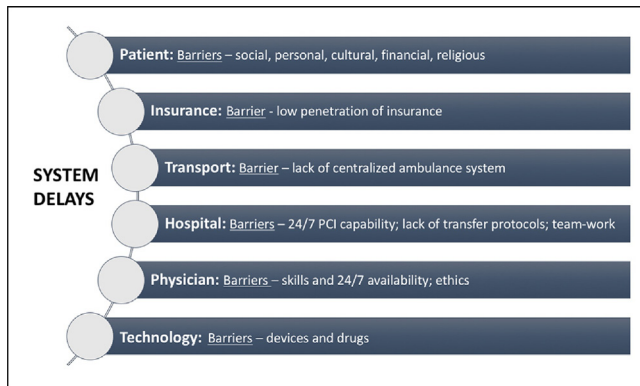 SYSTEM
DELAYS
Patient: Barriers – social, personal, cultural, financial, religious
Insurance: Barrier - low penetration of insurance
Transport: Barrier – lack of centralized ambulance system
Hospital: Barriers – 24/7 PCI capability; lack of transfer protocols; team-work
Physician: Barriers – skills and 24/7 availability; ethics
Technology: Barriers – devices and drugs